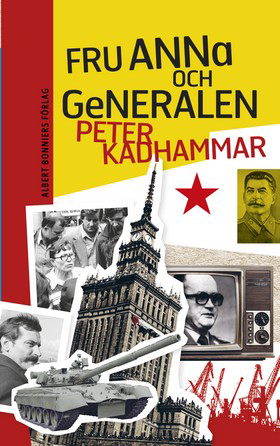 FRU ANNa
OCH
GeNERALEN
PETER
KADHAMMAR
ALBERT BONNIERS FÖRLAG